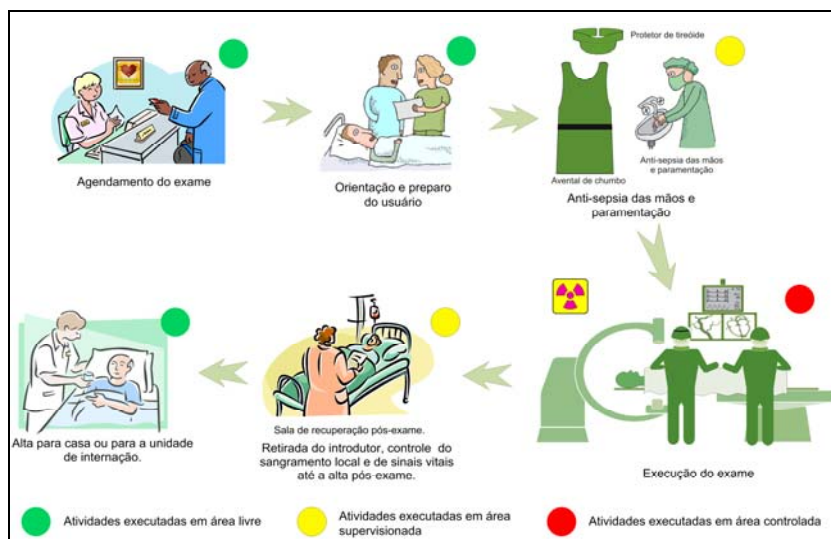 Agendamento do exame
Orientação e preparo
do usuário
Protetor de tireóide
Avental de chumbo
Anti-sepsia das mãos
e paramentação
Anti-sepsia das mãos e
paramentação
Execução do exame
Sala de recuperação pós-exame.
Retirada do introdutor, controle do
sangramento local e de sinais vitais
até a alta pós-exame.
Alta para casa ou para a unidade
de internação.
Atividades executadas em área livre
Atividades executadas em área
supervisionada
Atividades executadas em área controlada